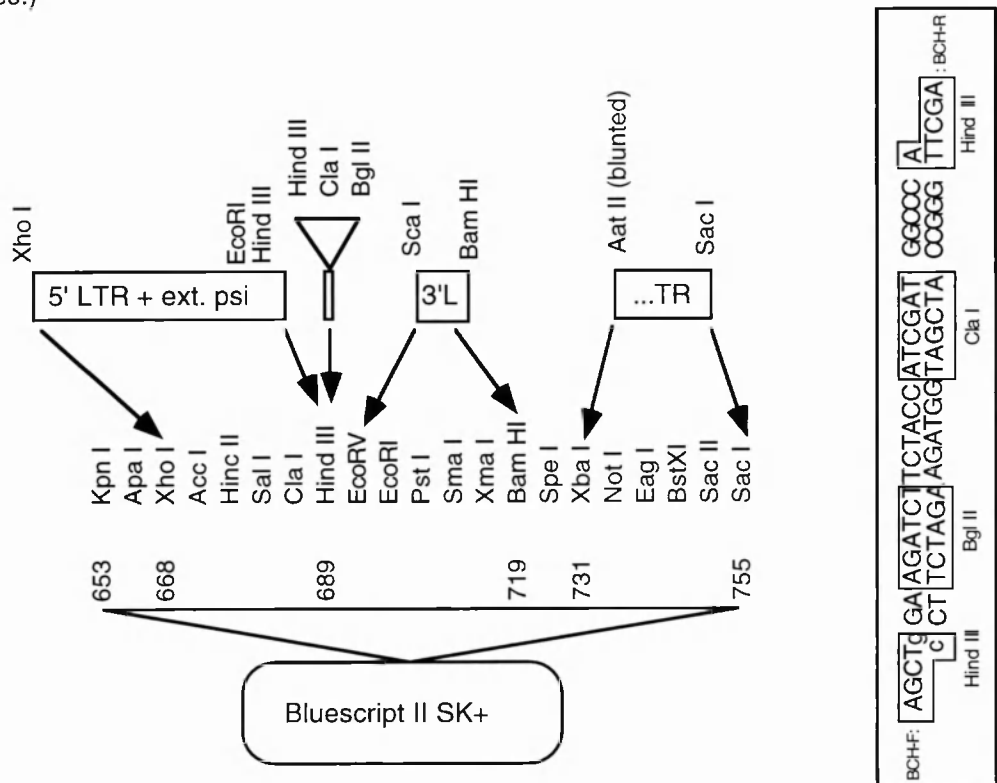 Xho I
EcoRI
Hind III
Hind III
Cla I
Bgl II
Sca I
Bam HI
Aat II (blunted)
Sac I
5' LTR + ext. psi
3'L
...TR
Kpn I
Apa I
Xho I
Acc I
Hinc II
Sal I
Cla I
Hind III
EcoRV
EcoRI
Pst I
Sma I
Xma I
Bam HI
Spe I
Xba I
Not I
Eag I
BstXI
Sac II
Sac I
653
668
689
719
731
755
Bluescript II SK+
BCH-F: AGCTg GA AGATCT TCTACC ATCGAT GGCCC A : BCH-R
c CT TCTAGA AGATGG TAGCTA CCGGG TTCGA
Hind III Bgl II Cla I Hind III